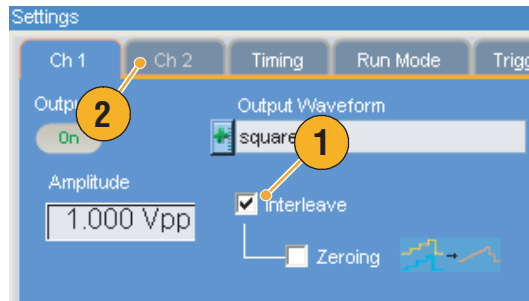 Settings
Ch 1 Ch 2 Timing Run Mode Trigg
Outp
2
Output Waveform
On
square
1
Amplitude
Interleave
1.000 Vpp
Zeroing